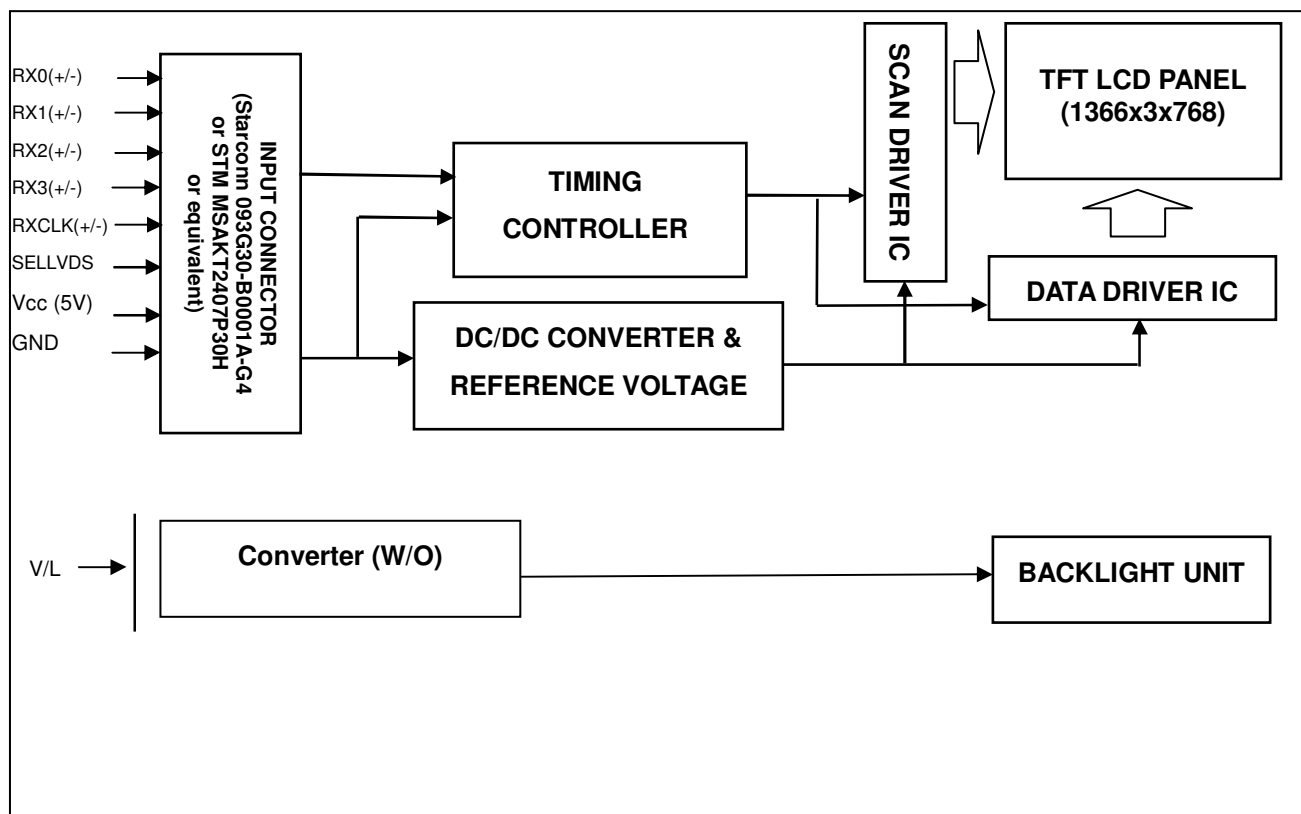 RX0(+/-)
RX1(+/-)
RX2(+/-)
RX3(+/-)
RXCLK(+/-)
SELLVDS
Vcc (5V)
GND
INPUT CONNECTOR
(Starconn 093G30-B0001A-G4
or STM MSAKT2407P30H
or equivalent)
TIMING
CONTROLLER
DC/DC CONVERTER &
REFERENCE VOLTAGE
SCAN DRIVER IC
TFT LCD PANEL
(1366x3x768)
DATA DRIVER IC
V/L
Converter (W/O)
BACKLIGHT UNIT